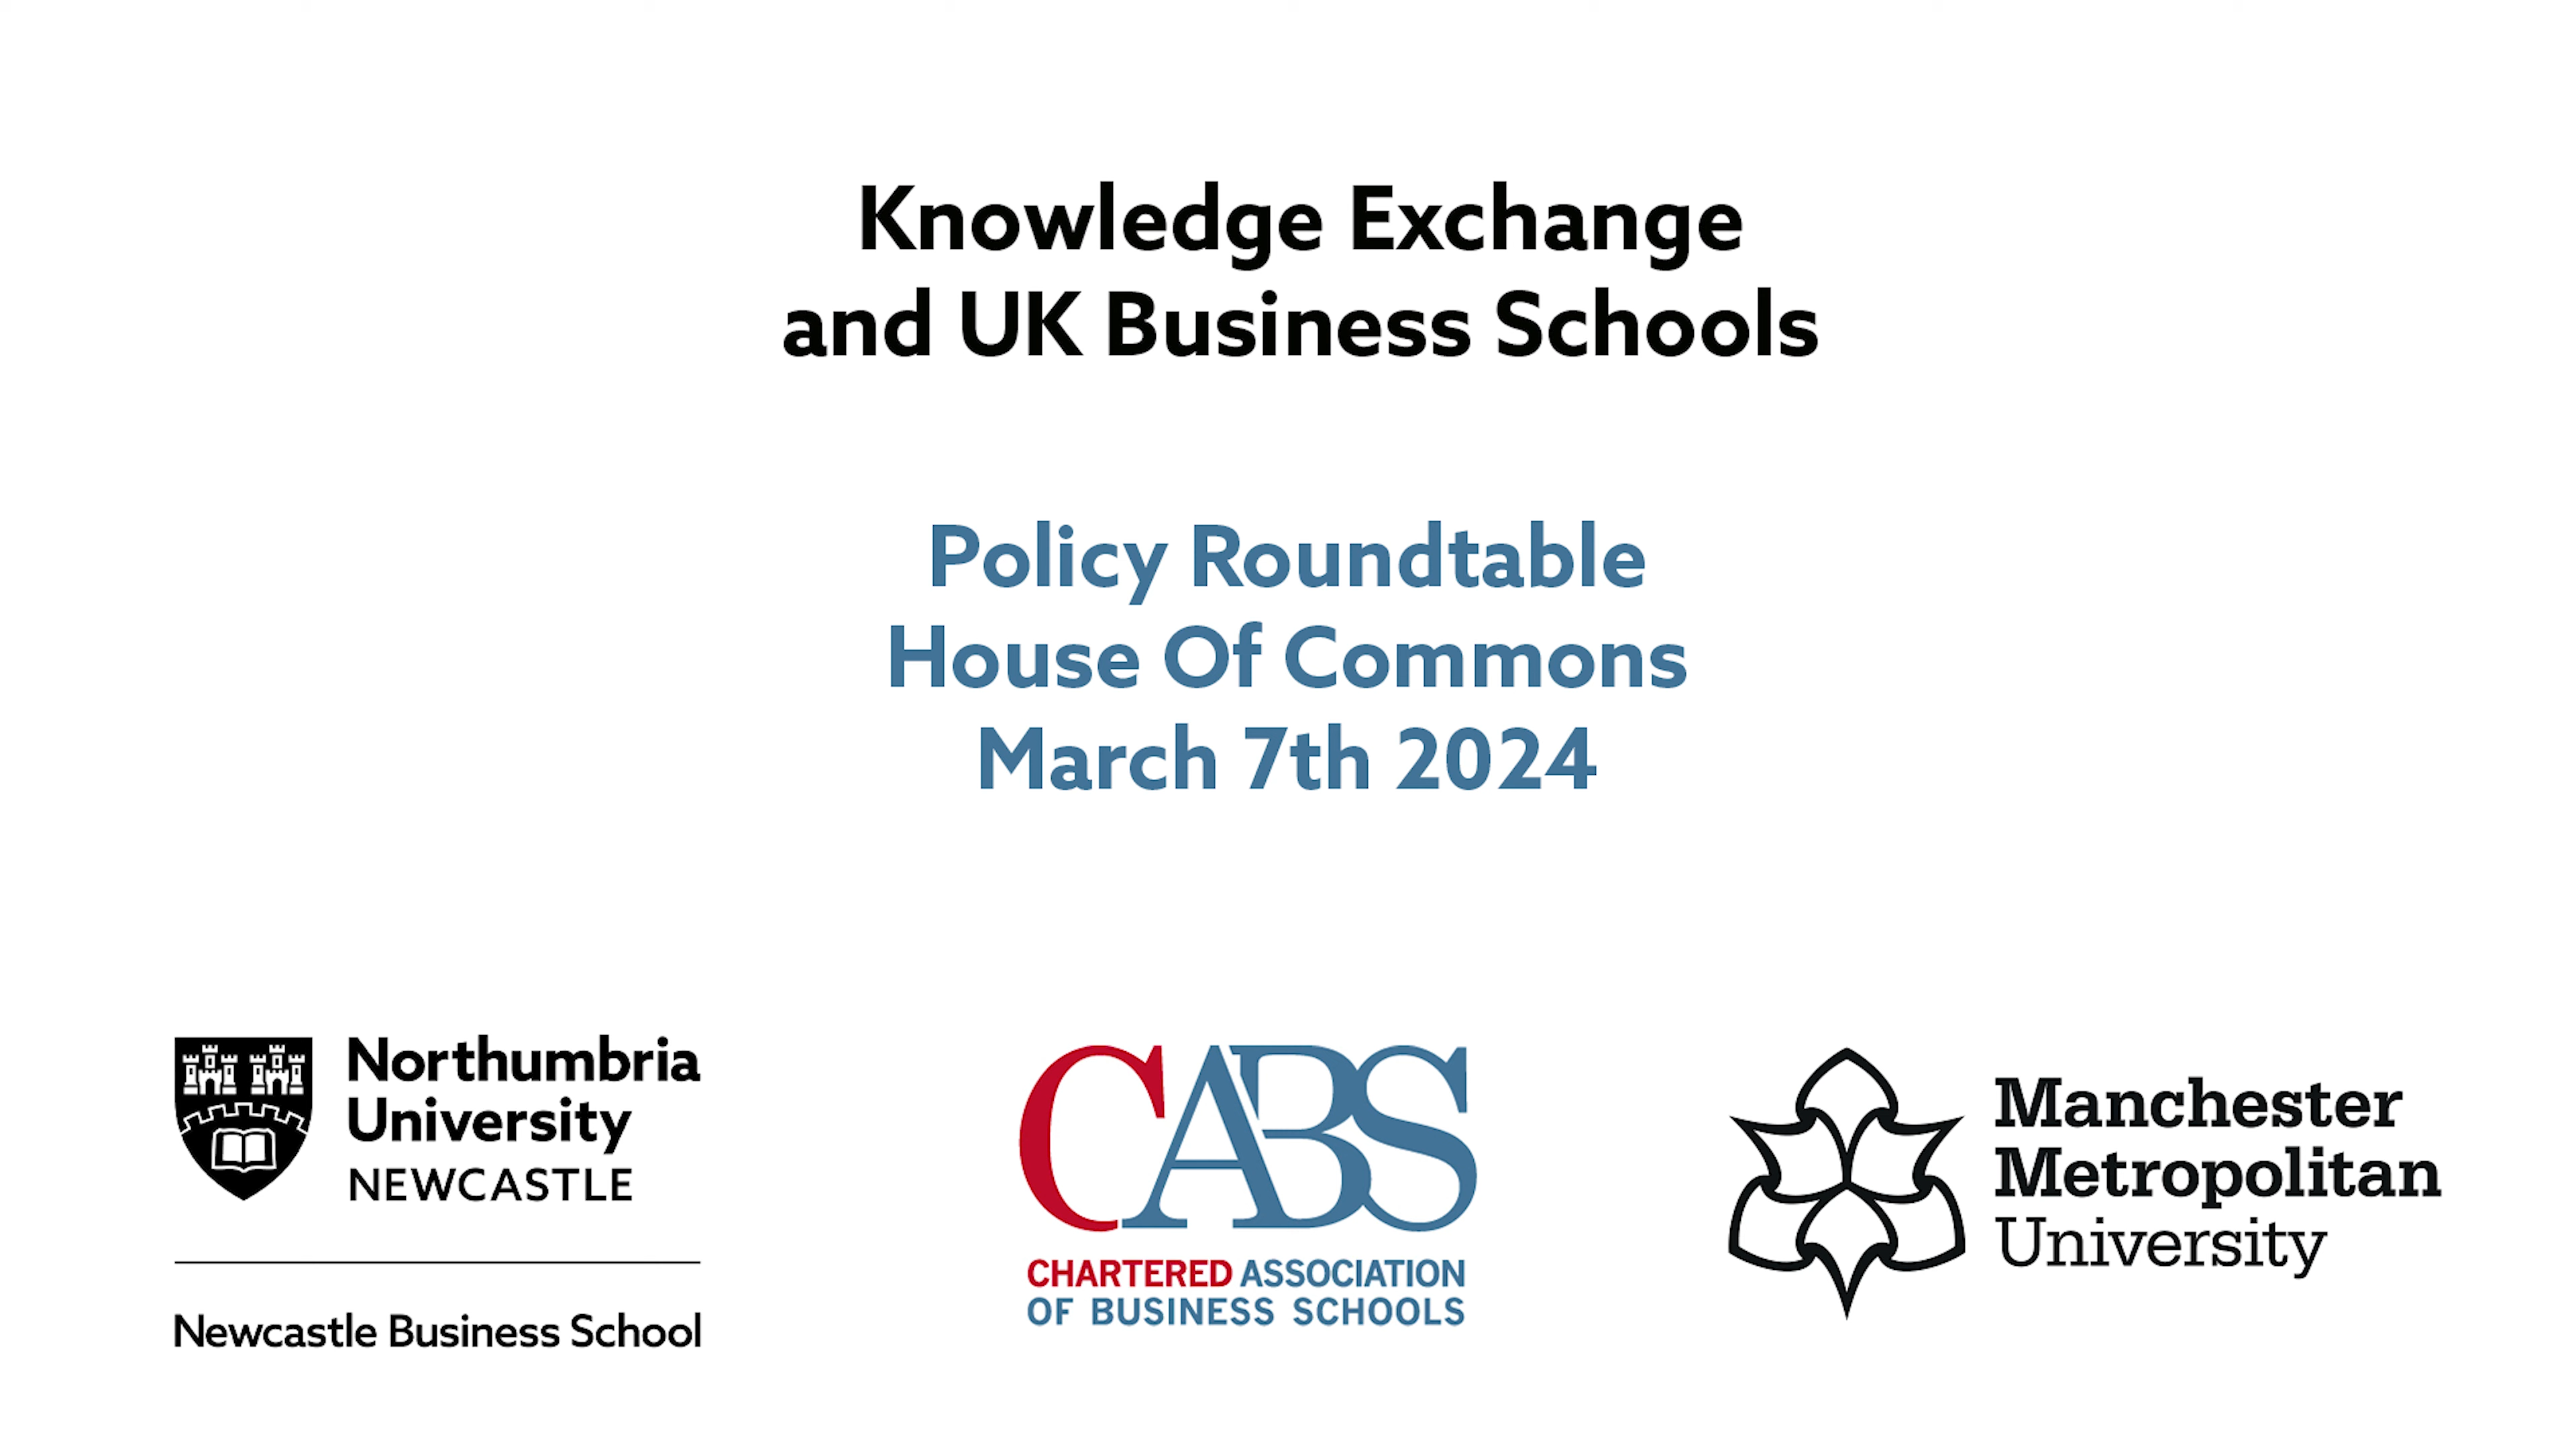 Knowledge Exchange
and UK Business Schools
Policy Roundtable
House Of Commons
March 7th 2024
Northumbria
University
NEWCASTLE
Newcastle Business School
CABS
CHARTERED ASSOCIATION
OF BUSINESS SCHOOLS
Manchester
Metropolitan
University